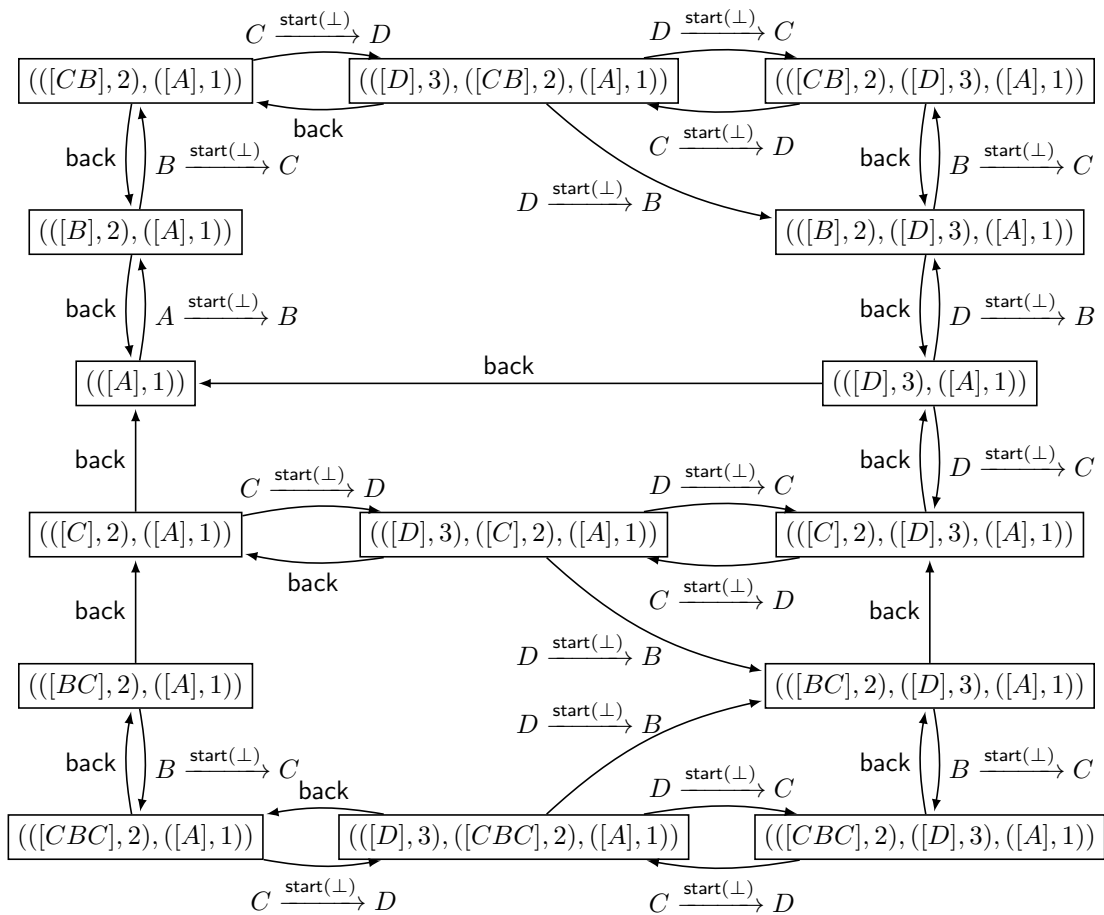 C start(⊥)⟶ D D start(⊥)⟶ C
(([CB], 2), ([A], 1)) (([D], 3), ([CB], 2), ([A], 1)) (([CB], 2), ([D], 3), ([A], 1))
back C start(⊥)⟶ D
back B start(⊥)⟶ C back B start(⊥)⟶ C
D start(⊥)⟶ B
(([B], 2), ([A], 1)) (([B], 2), ([D], 3), ([A], 1))
back A start(⊥)⟶ B back D start(⊥)⟶ B
back
(([A], 1)) (([D], 3), ([A], 1))
back back D start(⊥)⟶ C
C start(⊥)⟶ D D start(⊥)⟶ C
(([C], 2), ([A], 1)) (([D], 3), ([C], 2), ([A], 1)) (([C], 2), ([D], 3), ([A], 1))
back C start(⊥)⟶ D
back back
D start(⊥)⟶ B
(([BC], 2), ([A], 1)) (([BC], 2), ([D], 3), ([A], 1))
D start(⊥)⟶ B
back B start(⊥)⟶ C back B start(⊥)⟶ C
back D start(⊥)⟶ C
(([CBC], 2), ([A], 1)) (([D], 3), ([CBC], 2), ([A], 1)) (([CBC], 2), ([D], 3), ([A], 1))
C start(⊥)⟶ D C start(⊥)⟶ D